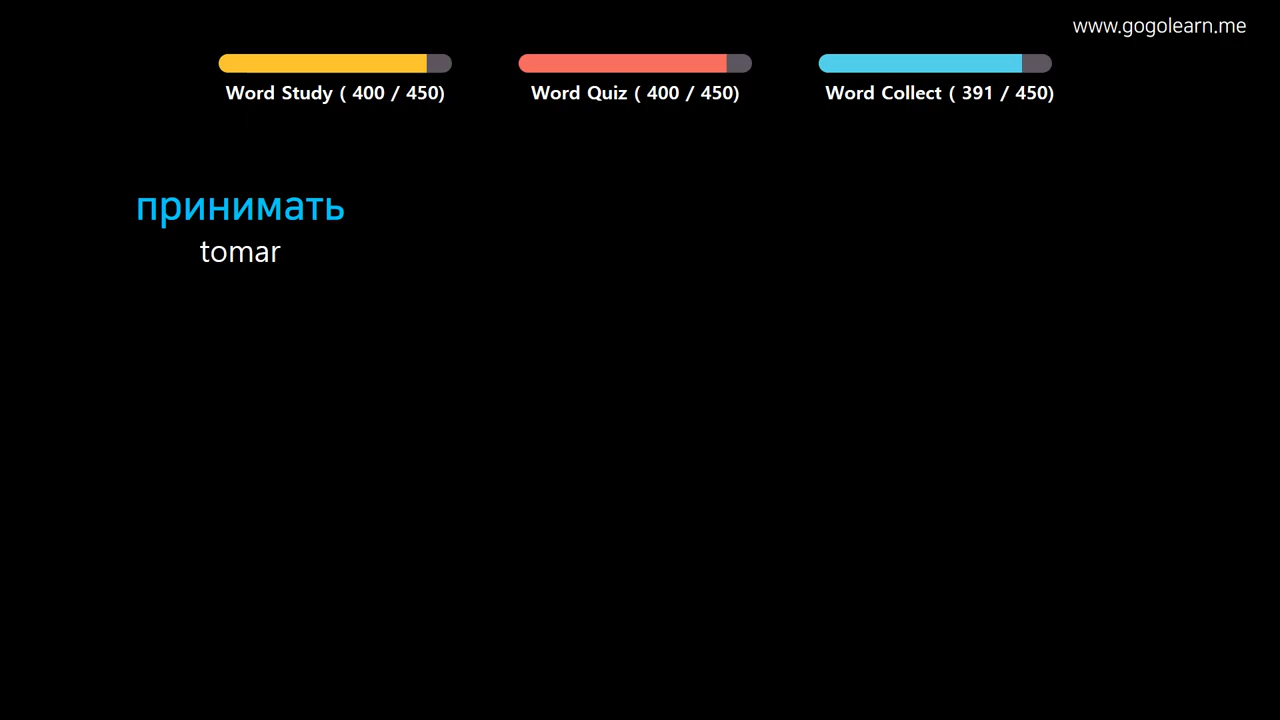 www.gogolearn.me
Word Study ( 400 / 450)
Word Quiz ( 400 / 450)
Word Collect ( 391 / 450)
принимать
tomar